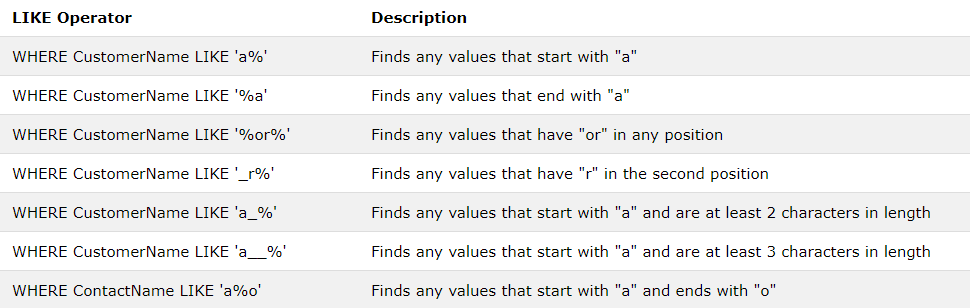 LIKE Operator Description
WHERE CustomerName LIKE 'a%' Finds any values that start with "a"
WHERE CustomerName LIKE '%a' Finds any values that end with "a"
WHERE CustomerName LIKE '%or%' Finds any values that have "or" in any position
WHERE CustomerName LIKE '_r%' Finds any values that have "r" in the second position
WHERE CustomerName LIKE 'a_%' Finds any values that start with "a" and are at least 2 characters in length
WHERE CustomerName LIKE 'a__%' Finds any values that start with "a" and are at least 3 characters in length
WHERE ContactName LIKE 'a%o' Finds any values that start with "a" and ends with "o"